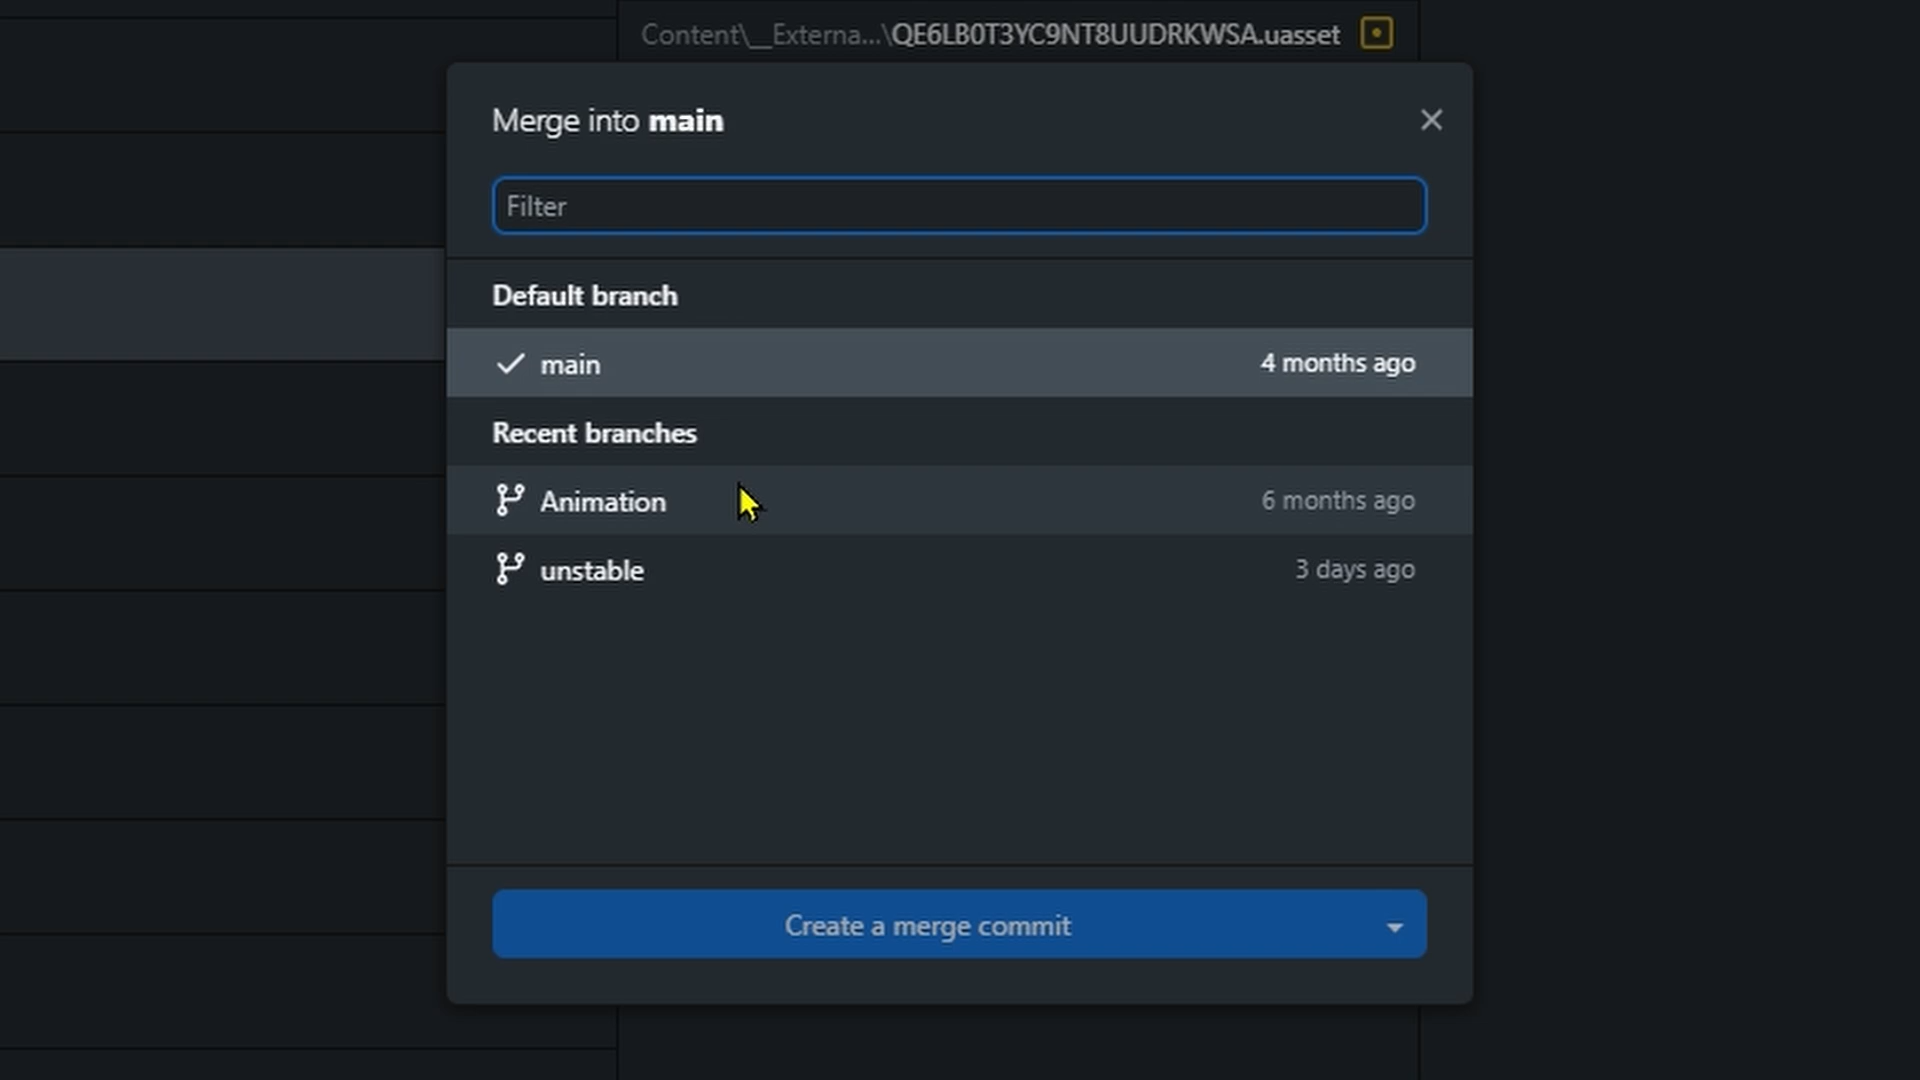 Content\__Externa...\QE6LB0T3YC9NT8UUDRKWSA.uasset
Merge into main
Filter
Default branch
main 4 months ago
Recent branches
Animation 6 months ago
unstable 3 days ago
Create a merge commit